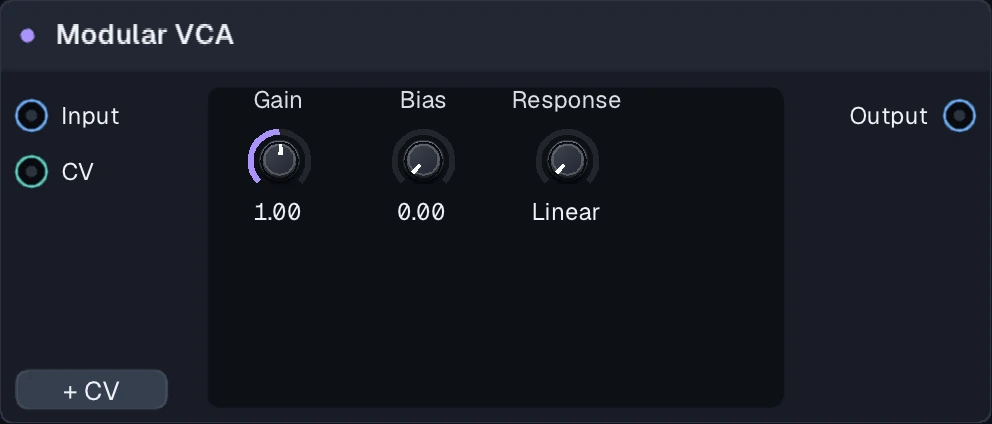 Modular VCA
Input
CV
Gain
Bias
Response
1.00
0.00
Linear
Output
+ CV